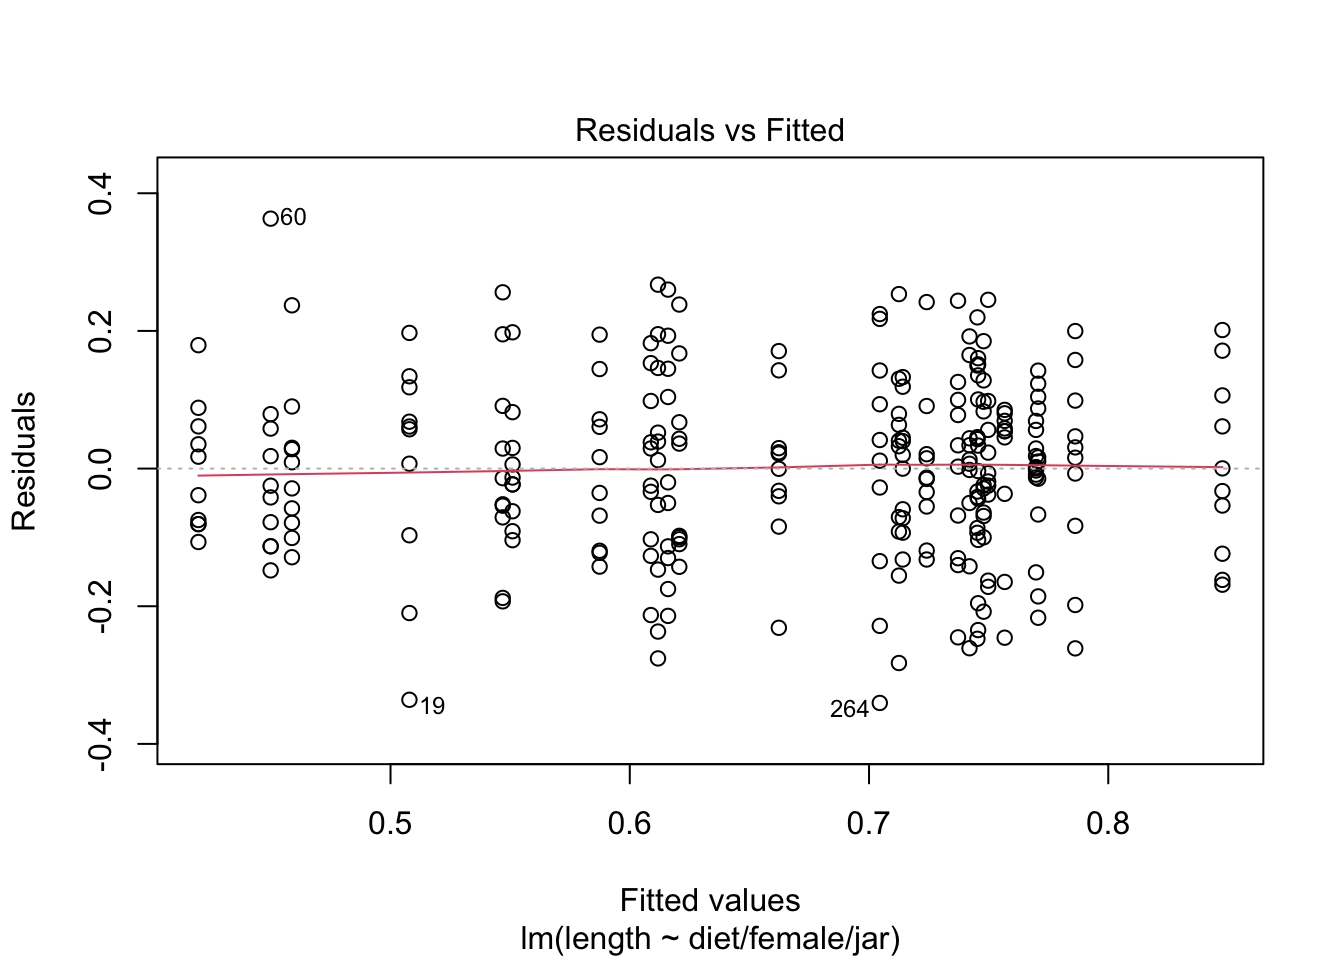 Residuals vs Fitted
0.4
60
0.2
Residuals
0.0
-0.2
19
264
-0.4
0.5 0.6 0.7 0.8
Fitted values
lm(length ~ diet/female/jar)